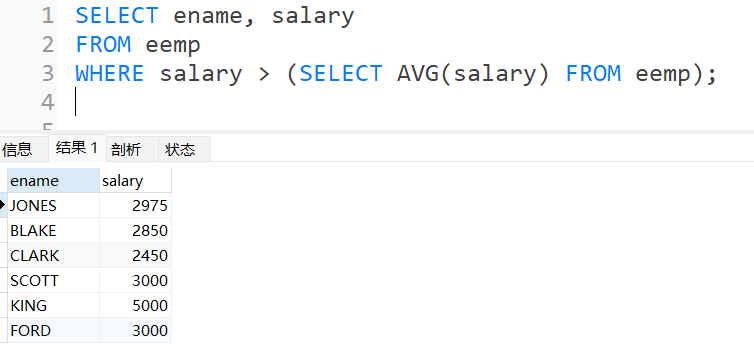 1 SELECT ename, salary
2 FROM eemp
3 WHERE salary > (SELECT AVG(salary) FROM eemp);
4
5
信息 结果 1 剖析 状态
ename salary
JONES 2975
BLAKE 2850
CLARK 2450
SCOTT 3000
KING 5000
FORD 3000